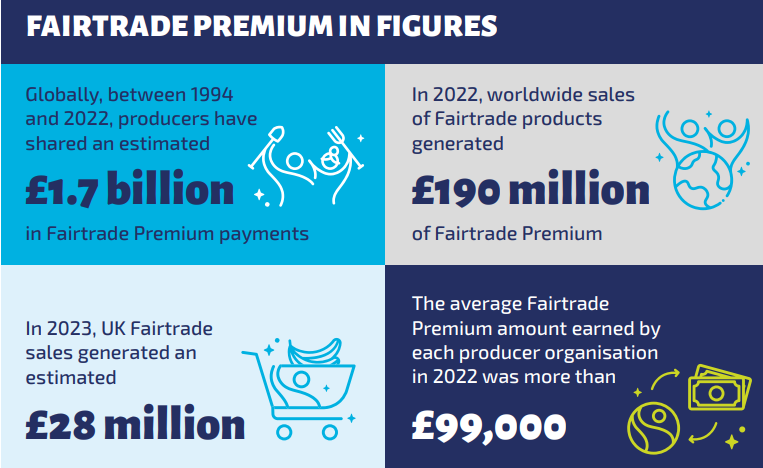 FAIRTRADE PREMIUM IN FIGURES
Globally, between 1994
and 2022, producers have
shared an estimated
£1.7 billion
in Fairtrade Premium payments
In 2022, worldwide sales
of Fairtrade products
generated
£190 million
of Fairtrade Premium
In 2023, UK Fairtrade
sales generated an
estimated
£28 million
The average Fairtrade
Premium amount earned by
each producer organisation
in 2022 was more than
£99,000